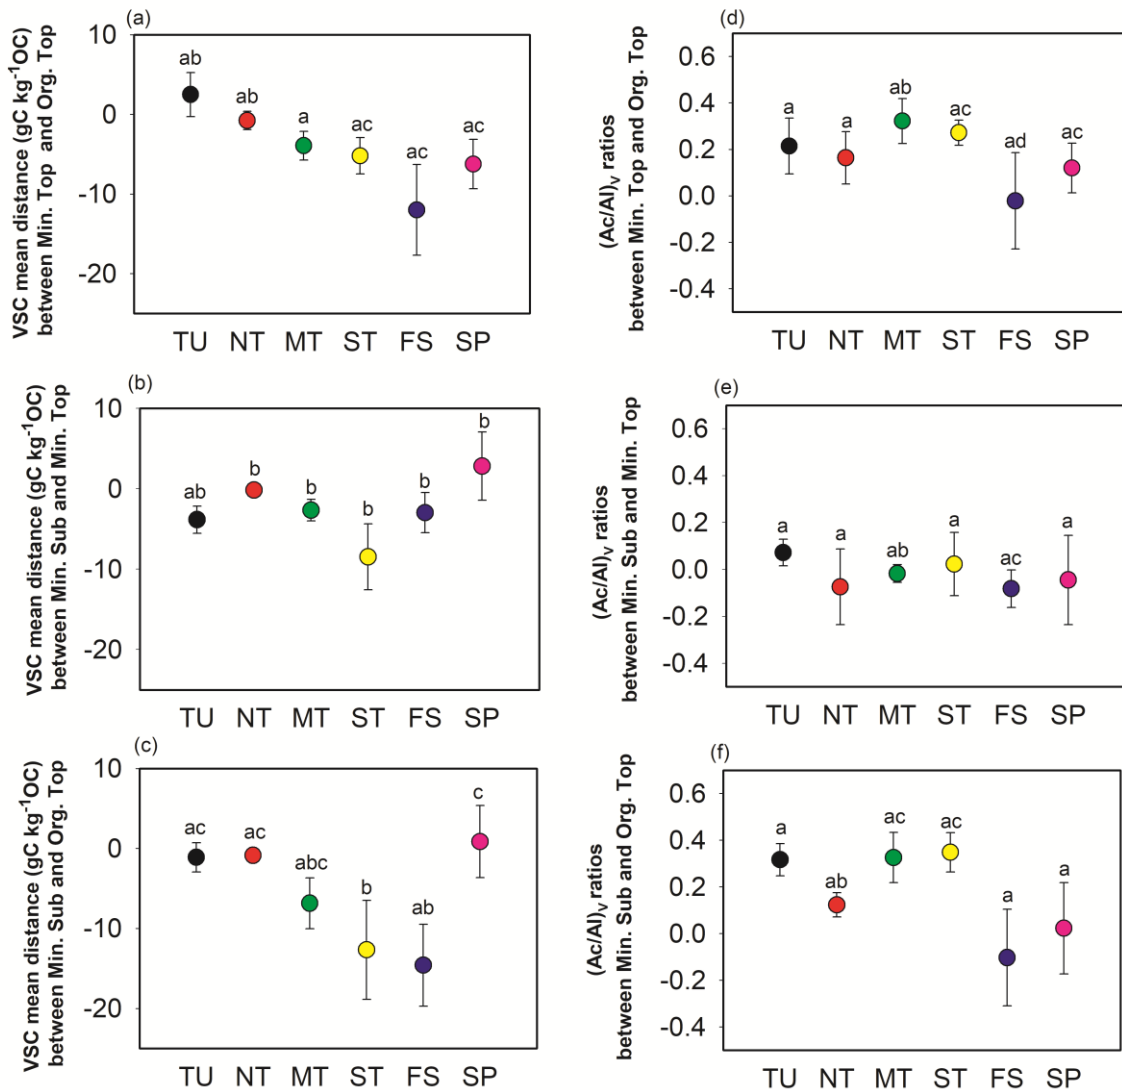 (a)
VSC mean distance (gC kg⁻¹OC)
between Min. Top and Org. Top
10
0
-10
-20
ab
ab
a
ac
ac
ac
TU NT MT ST FS SP
(d)
(Ac/Al)V ratios
between Min. Top and Org. Top
0.6
0.4
0.2
0.0
-0.2
-0.4
a
a
ab
ac
ad
ac
TU NT MT ST FS SP
(b)
VSC mean distance (gC kg⁻¹OC)
between Min. Sub and Min. Top
10
0
-10
-20
ab
b
b
b
b
b
TU NT MT ST FS SP
(e)
(Ac/Al)V ratios
between Min. Sub and Min. Top
0.6
0.4
0.2
0.0
-0.2
-0.4
a
a
ab
a
ac
a
TU NT MT ST FS SP
(c)
VSC mean distance (gC kg⁻¹OC)
between Min. Sub and Org. Top
10
0
-10
-20
ac
ac
abc
b
ab
c
TU NT MT ST FS SP
(f)
(Ac/Al)V ratios
between Min. Sub and Org. Top
0.6
0.4
0.2
0.0
-0.2
-0.4
a
ab
ac
ac
a
a
TU NT MT ST FS SP